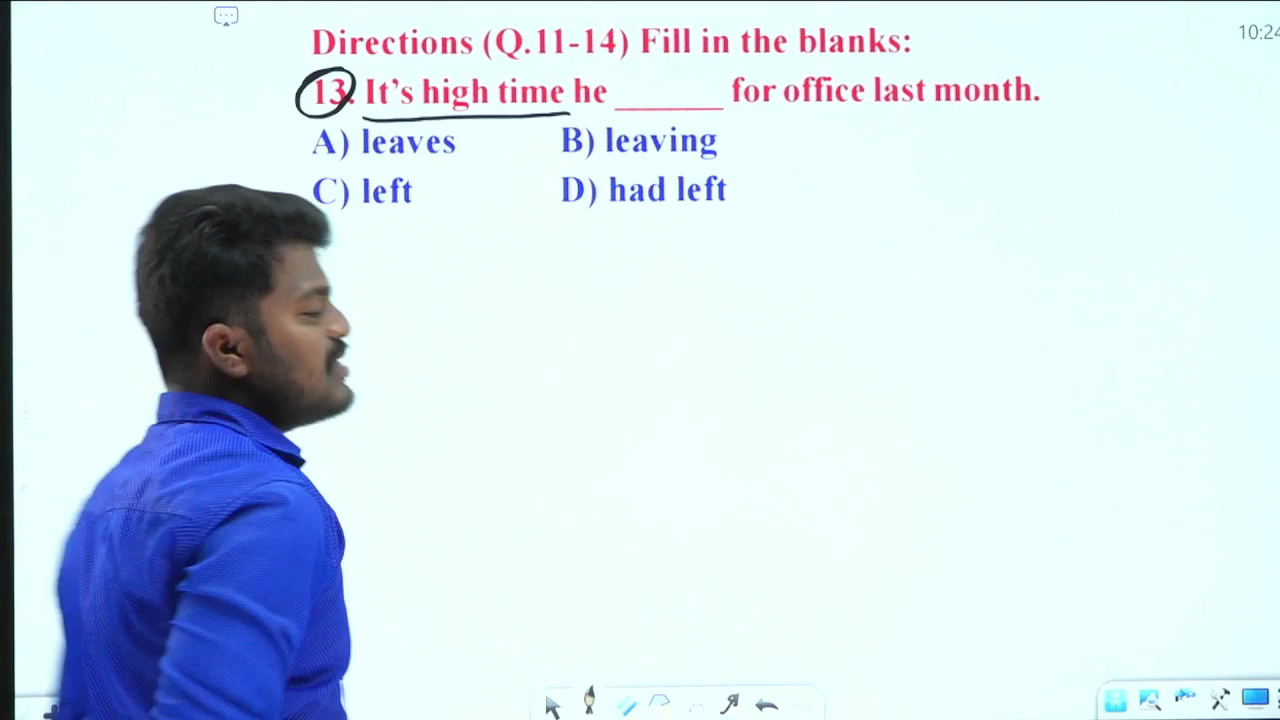 10:24
Directions (Q.11-14) Fill in the blanks:
13. It's high time he ______ for office last month.
A) leaves B) leaving
C) left D) had left